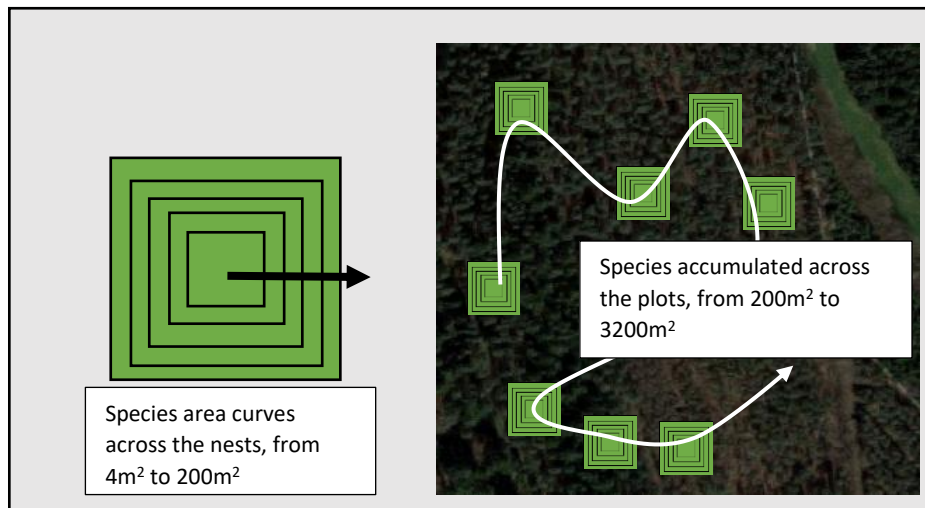 Species area curves
across the nests, from
4m² to 200m²
Species accumulated across
the plots, from 200m² to
3200m²